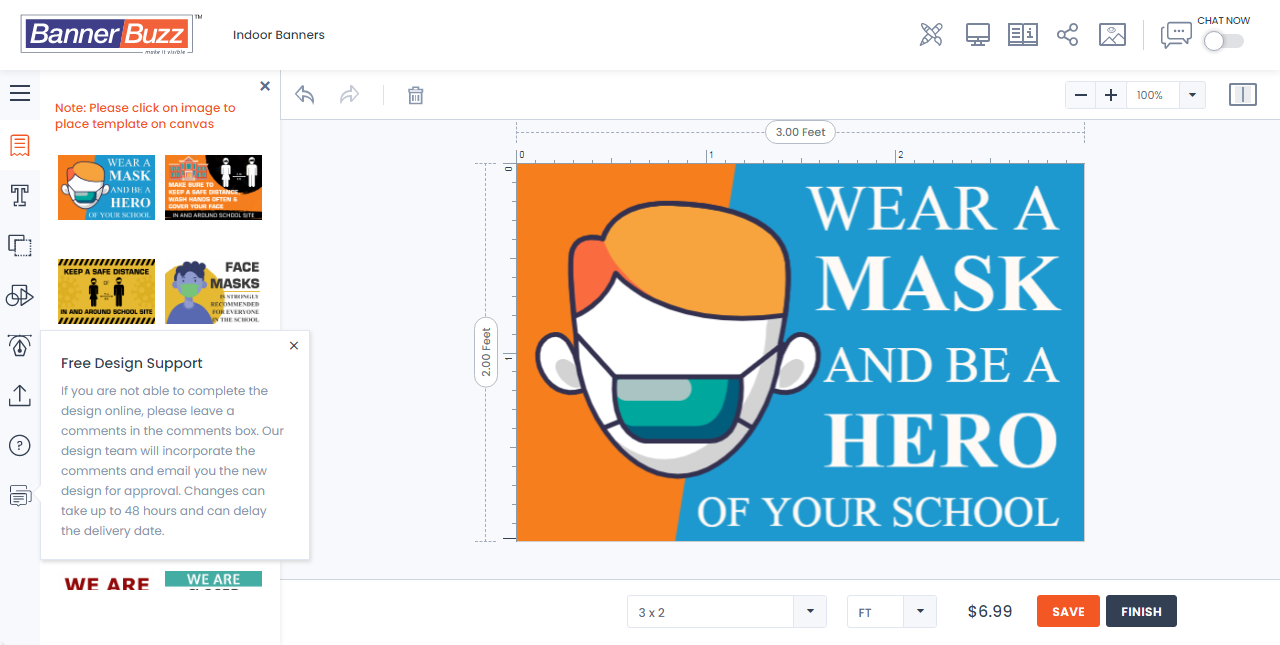 BannerBuzz™
make it visible
Indoor Banners
CHAT NOW
Note: Please click on image to
place template on canvas
100%
WEAR A
MASK
AND BE A
HERO
OF YOUR SCHOOL
MAKE SURE TO
KEEP A SAFE DISTANCE,
WASH HANDS OFTEN &
COVER YOUR FACE
IN AND AROUND SCHOOL SITE
KEEP A SAFE DISTANCE
IN AND AROUND SCHOOL SITE
FACE
MASKS
IS STRONGLY
RECOMMENDED
FOR EVERYONE
IN THE SCHOOL
Free Design Support
If you are not able to complete the
design online, please leave a
comments in the comments box. Our
design team will incorporate the
comments and email you the new
design for approval. Changes can
take up to 48 hours and can delay
the delivery date.
WE ARE
WE ARE
3.00 Feet
0 1 2
0
2.00 Feet
1
WEAR A
MASK
AND BE A
HERO
OF YOUR SCHOOL
3 x 2
FT
$6.99
SAVE
FINISH